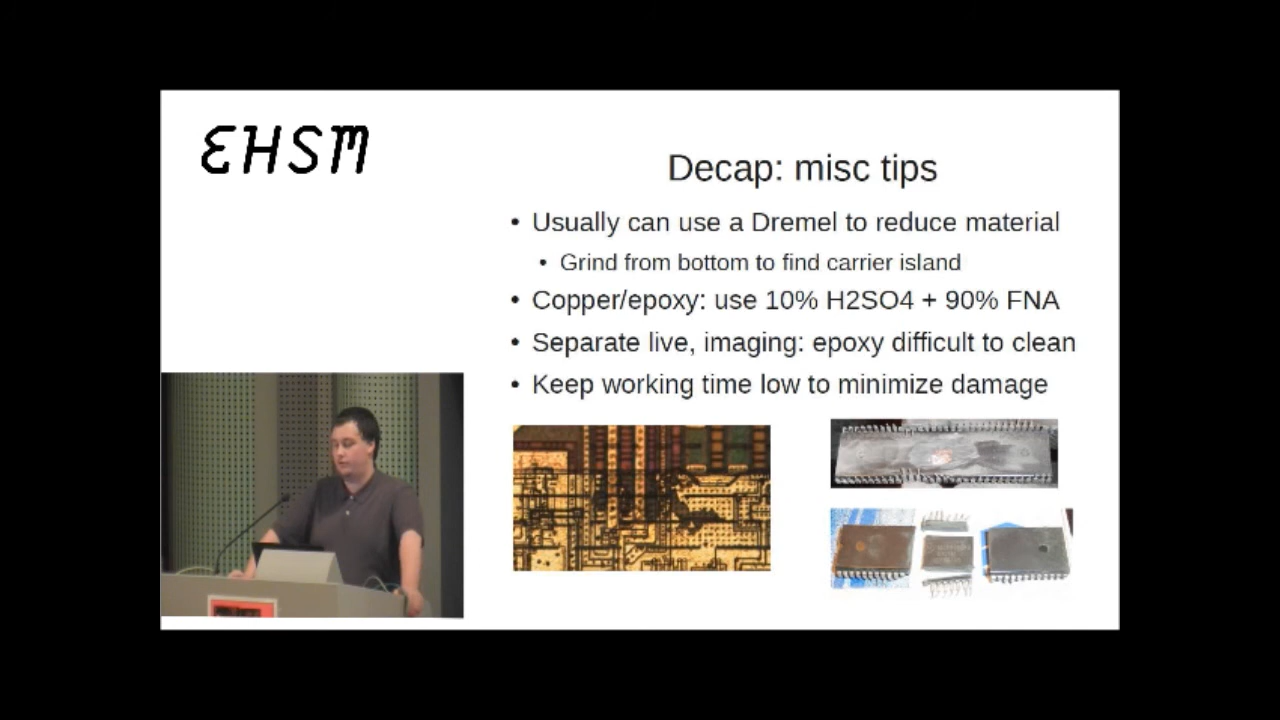 EHSM
Decap: misc tips
• Usually can use a Dremel to reduce material
• Grind from bottom to find carrier island
• Copper/epoxy: use 10% H2SO4 + 90% FNA
• Separate live, imaging: epoxy difficult to clean
• Keep working time low to minimize damage